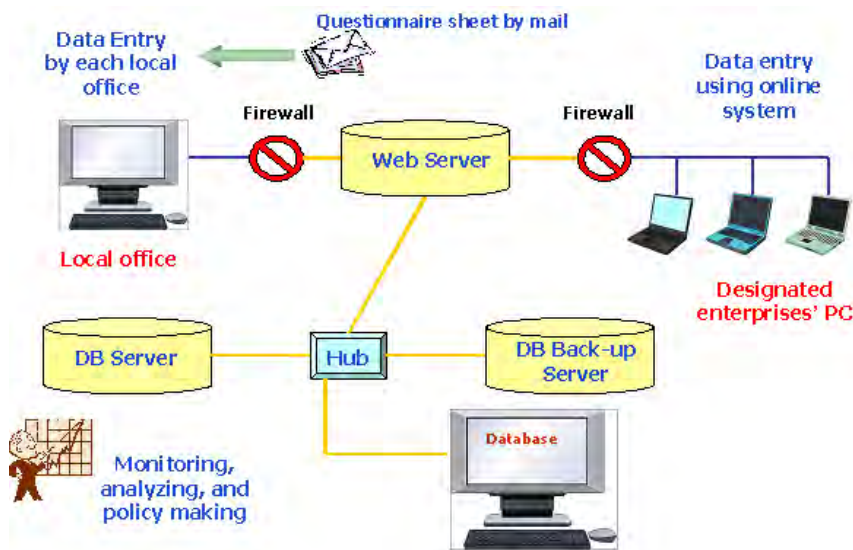 Questionnaire sheet by mail
Data Entry
by each local
office
Data entry
using online
system
Firewall
Firewall
Web Server
Local office
Designated
enterprises' PC
DB Server
Hub
DB Back-up
Server
Database
Monitoring,
analyzing, and
policy making